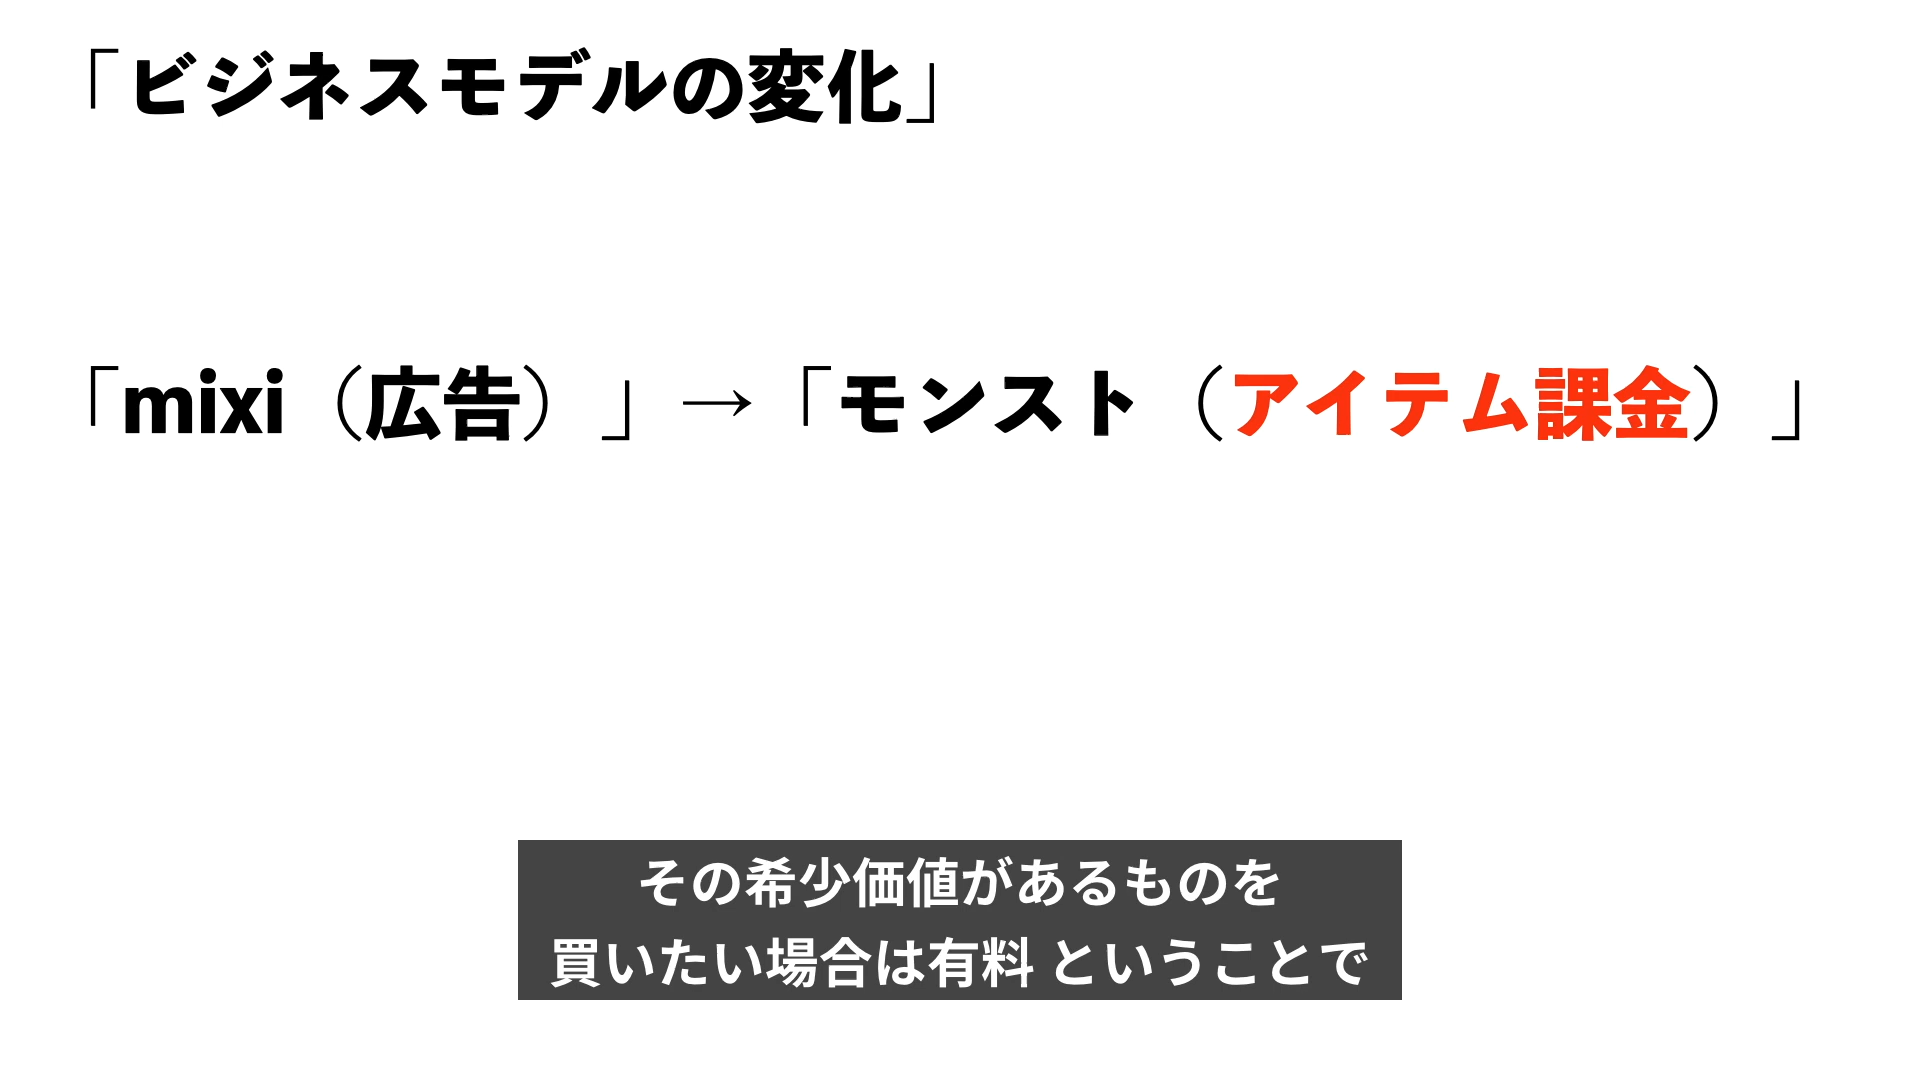 「ビジネスモデルの変化」
「mixi（広告）」→「モンスト（アイテム課金）」
その希少価値があるものを
買いたい場合は有料 ということで